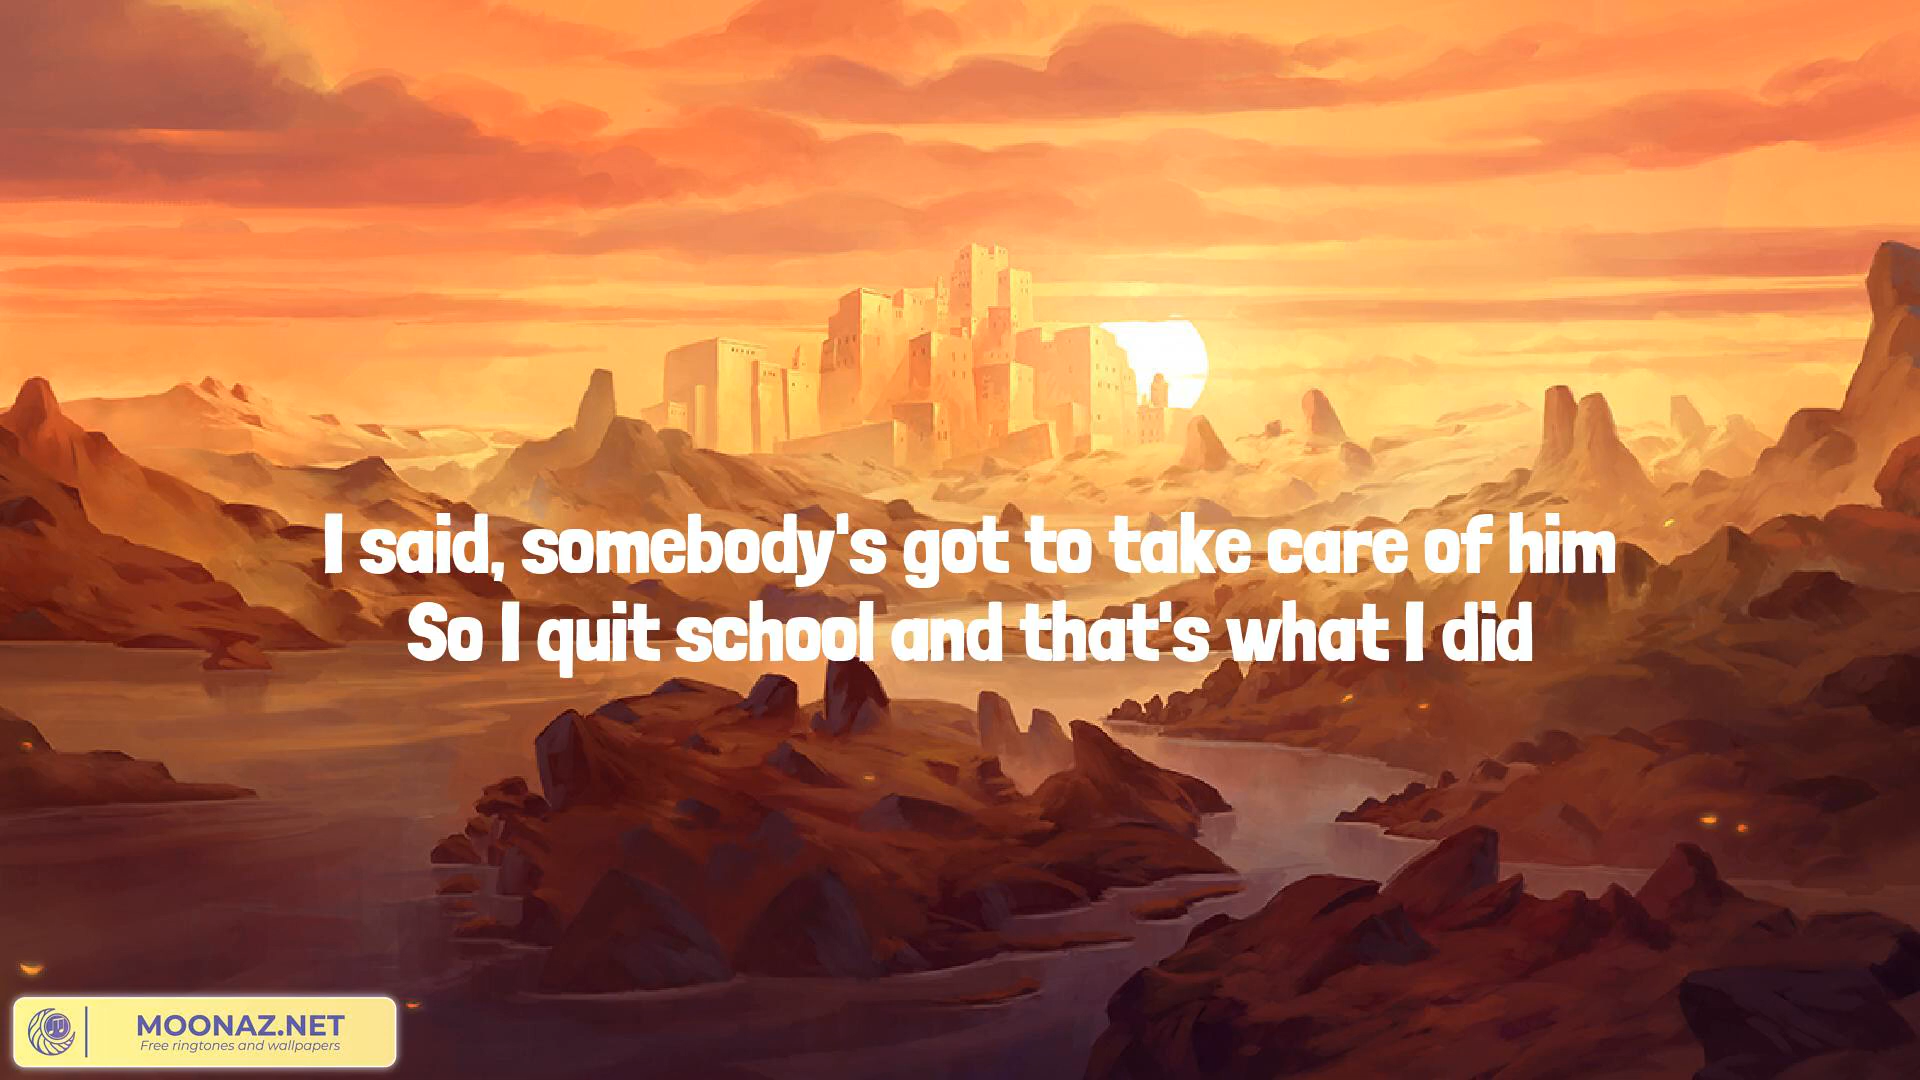 I said, somebody's got to take care of him
So I quit school and that's what I did
MOONAZ.NET
Free ringtones and wallpapers